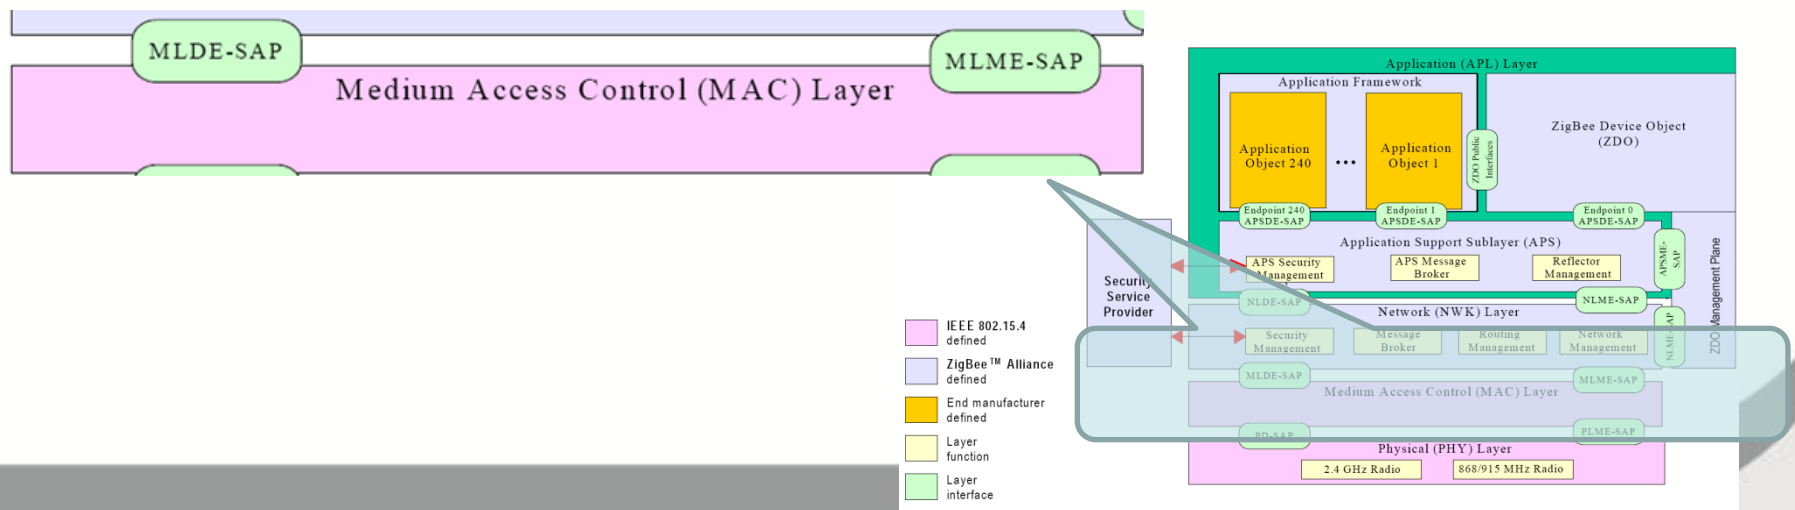 MLDE-SAP
MLME-SAP
Medium Access Control (MAC) Layer
Application (APL) Layer
Application Framework
Application
Object 240
...
Application
Object 1
ZDO Public
Interfaces
ZigBee Device Object
(ZDO)
Endpoint 240
APSDE-SAP
Endpoint 1
APSDE-SAP
Endpoint 0
APSDE-SAP
Application Support Sublayer (APS)
APS Security
Management
APS Message
Broker
Reflector
Management
APSME-
SAP
ZDO Management Plane
Security
Service
Provider
NLDE-SAP
NLME-SAP
Network (NWK) Layer
Security
Management
Message
Broker
Routing
Management
Network
Management
NLME-SAP
MLDE-SAP
MLME-SAP
Medium Access Control (MAC) Layer
PD-SAP
PLME-SAP
Physical (PHY) Layer
2.4 GHz Radio
868/915 MHz Radio
IEEE 802.15.4
defined
ZigBee™ Alliance
defined
End manufacturer
defined
Layer
function
Layer
interface